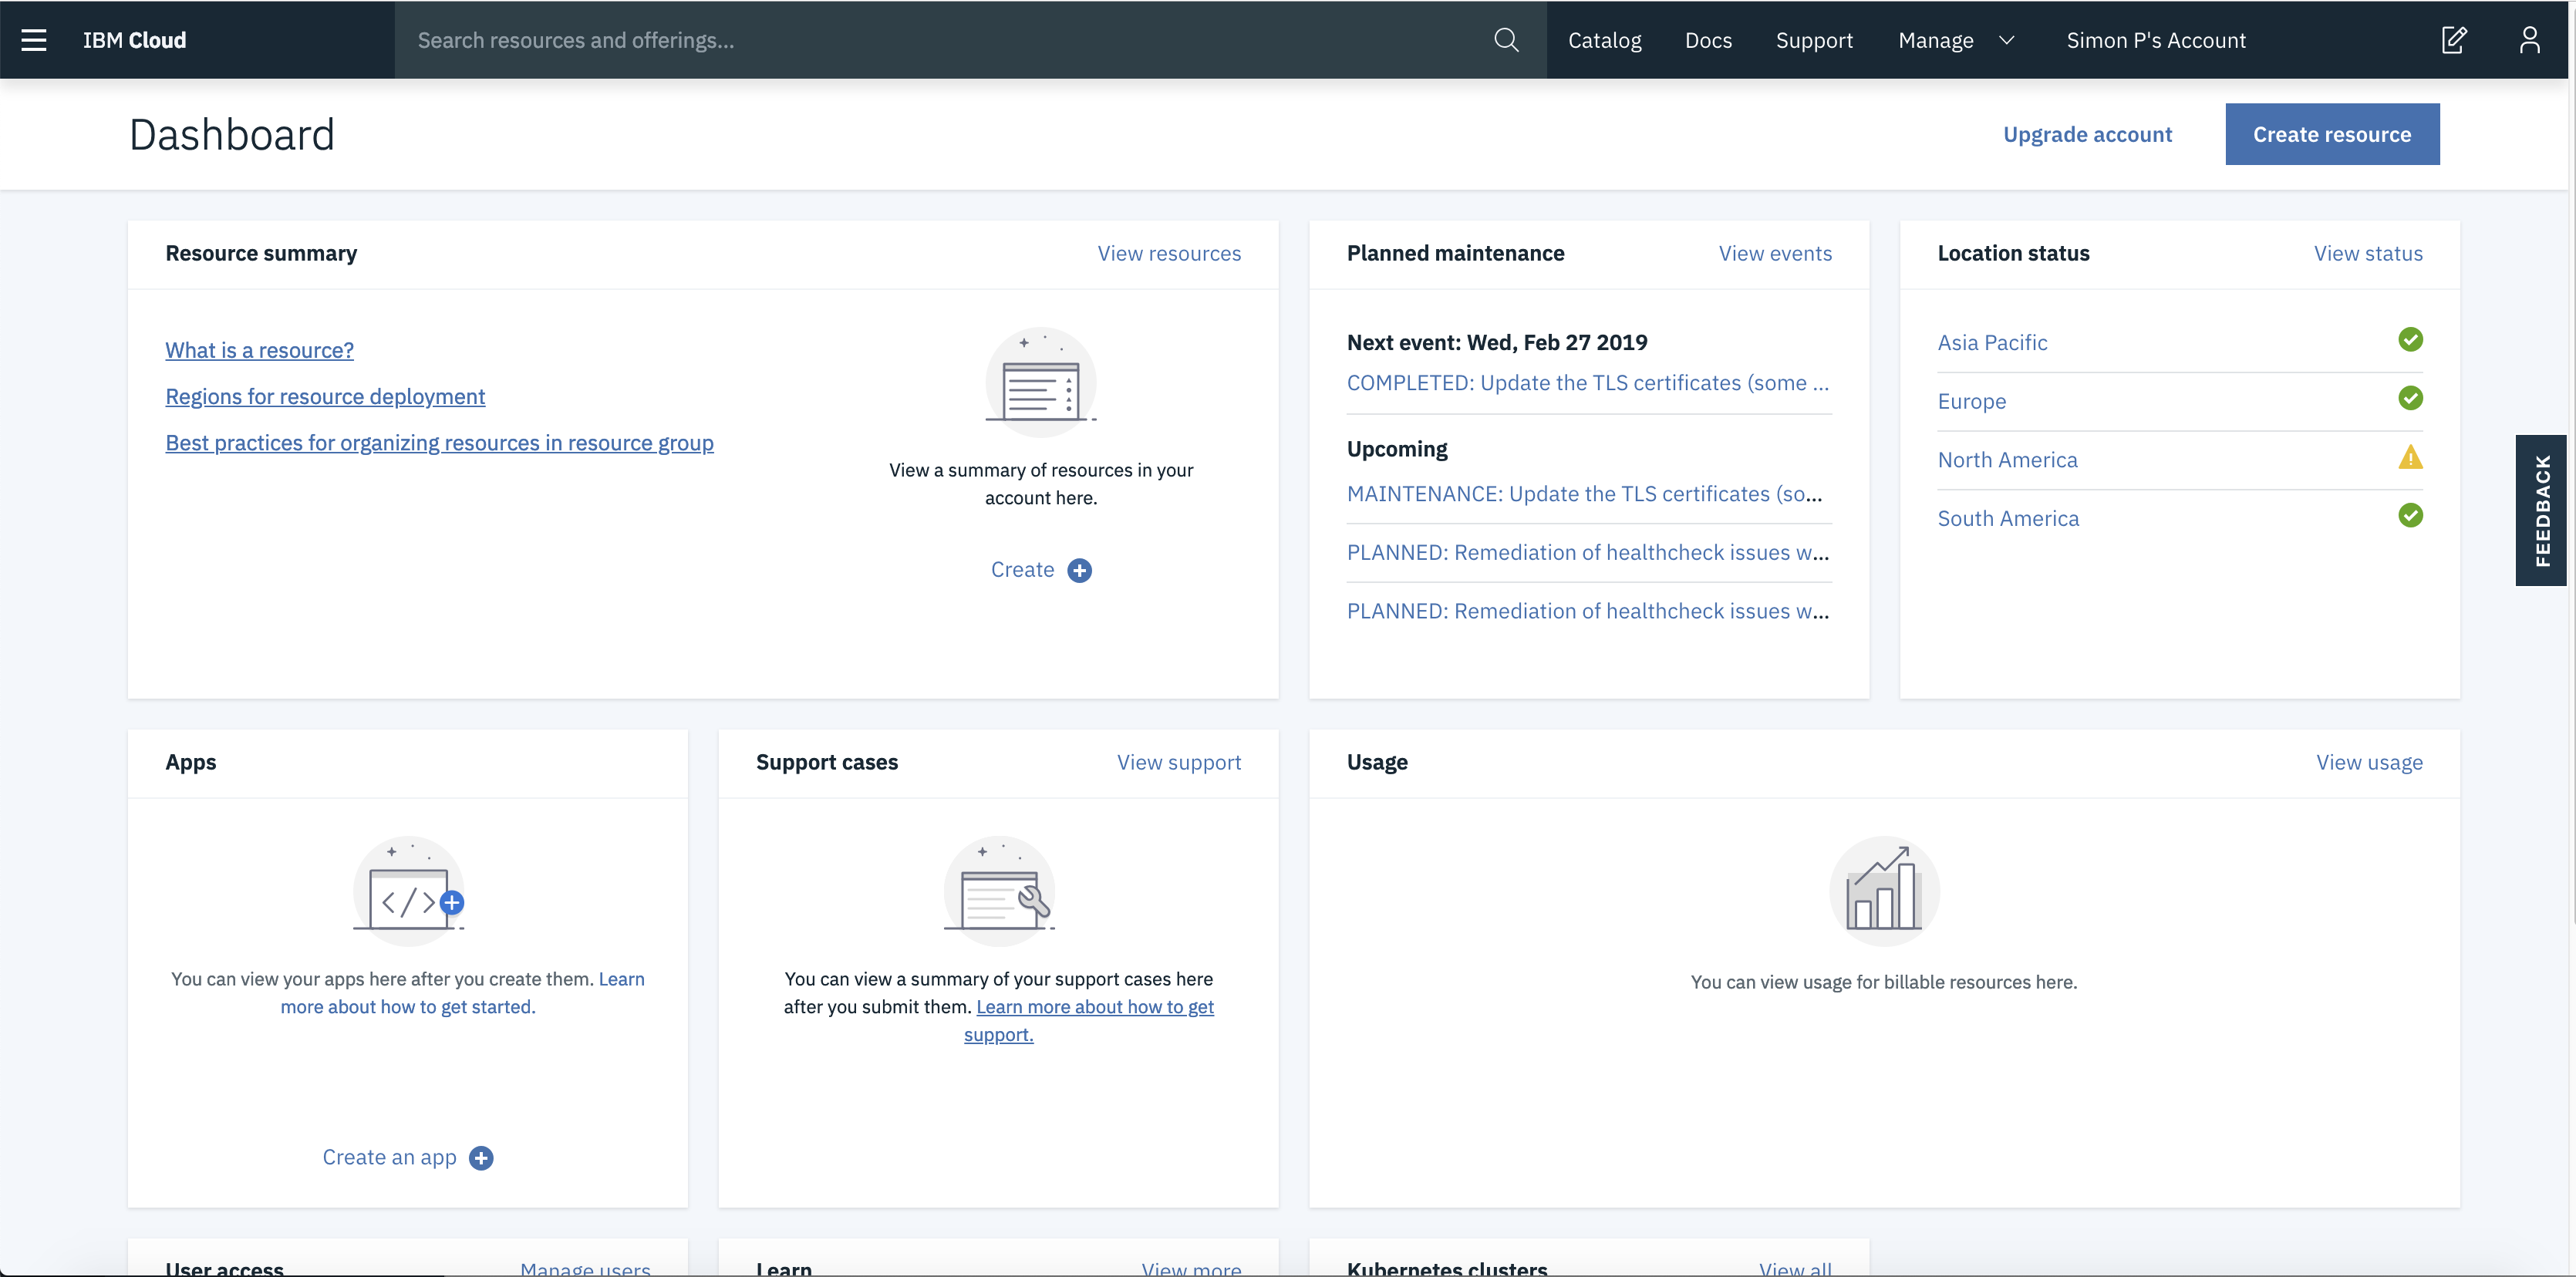 IBM Cloud
Search resources and offerings...
Catalog
Docs
Support
Manage
Simon P's Account
Dashboard
Upgrade account
Create resource
Resource summary
View resources
What is a resource?
Regions for resource deployment
Best practices for organizing resources in resource group
View a summary of resources in your
account here.
Create
Planned maintenance
View events
Next event: Wed, Feb 27 2019
COMPLETED: Update the TLS certificates (some ...
Upcoming
MAINTENANCE: Update the TLS certificates (so...
PLANNED: Remediation of healthcheck issues w...
PLANNED: Remediation of healthcheck issues w...
Location status
View status
Asia Pacific
Europe
North America
South America
FEEDBACK
Apps
You can view your apps here after you create them. Learn
more about how to get started.
Create an app
Support cases
View support
You can view a summary of your support cases here
after you submit them. Learn more about how to get
support.
Usage
View usage
You can view usage for billable resources here.
User access
Manage users
Learn
View more
Kubernetes clusters
View all